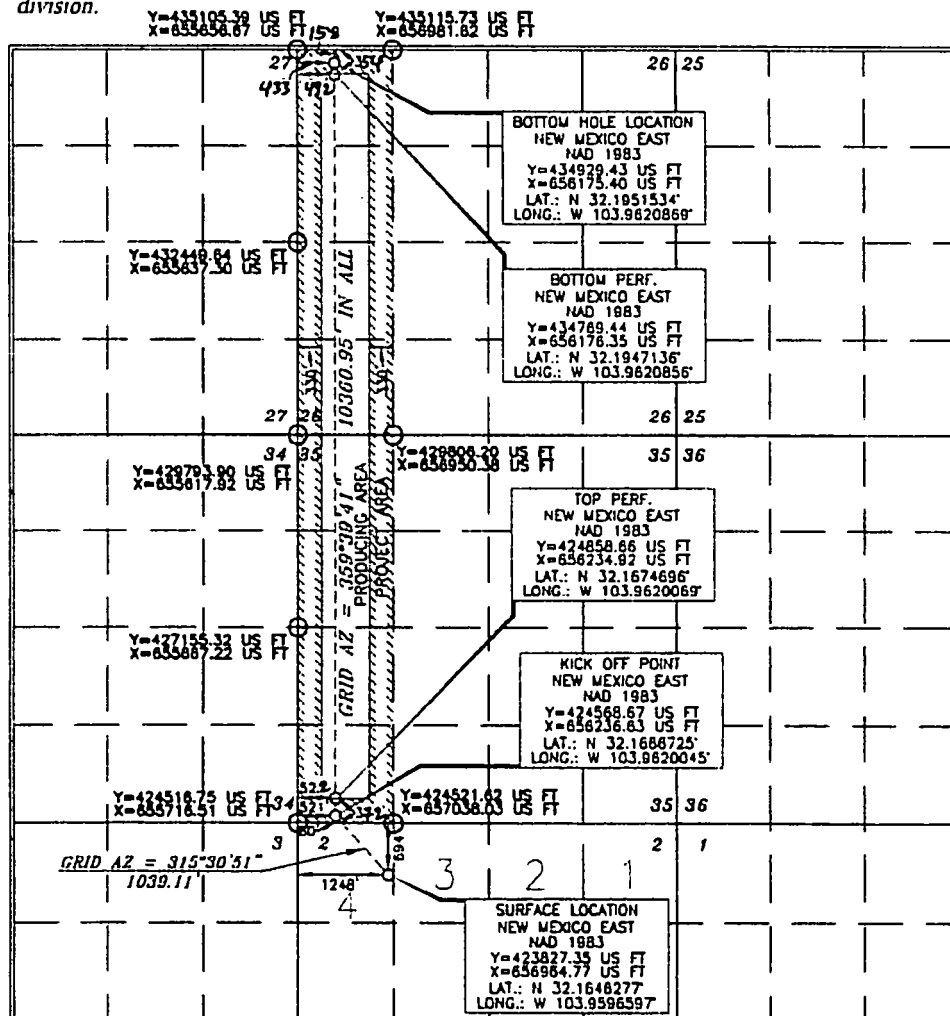 division.
Y=435105.39 US FT
X=655656.67 US FT
Y=435115.73 US FT
X=656981.62 US FT
27
26 25
433
BOTTOM HOLE LOCATION
NEW MEXICO EAST
NAD 1983
Y=434929.43 US FT
X=656175.40 US FT
LAT.: N 32.1951534°
LONG.: W 103.9620869°
Y=432449.64 US FT
X=655637.30 US FT
BOTTOM PERF.
NEW MEXICO EAST
NAD 1983
Y=434769.44 US FT
X=656176.35 US FT
LAT.: N 32.1947136°
LONG.: W 103.9620856°
330
330
GRID AZ = 359°39'41"
10360.95' IN ALL
PRODUCING AREA
PROJECT AREA
27 26
26 25
34 35
35 36
Y=429793.90 US FT
X=655617.92 US FT
Y=429806.20 US FT
X=656950.38 US FT
TOP PERF.
NEW MEXICO EAST
NAD 1983
Y=424858.66 US FT
X=656234.92 US FT
LAT.: N 32.1674696°
LONG.: W 103.9620069°
Y=427155.32 US FT
X=655667.22 US FT
KICK OFF POINT
NEW MEXICO EAST
NAD 1983
Y=424568.67 US FT
X=656236.63 US FT
LAT.: N 32.1666725°
LONG.: W 103.9620045°
Y=424516.75 US FT
X=655716.51 US FT
34
522
521
Y=424521.62 US FT
X=657038.03 US FT
35 36
3 2
2 1
694'
GRID AZ = 315°30'51"
1039.11'
1248'
4 3 2 1
SURFACE LOCATION
NEW MEXICO EAST
NAD 1983
Y=423827.35 US FT
X=656964.77 US FT
LAT.: N 32.1646277°
LONG.: W 103.9596597°